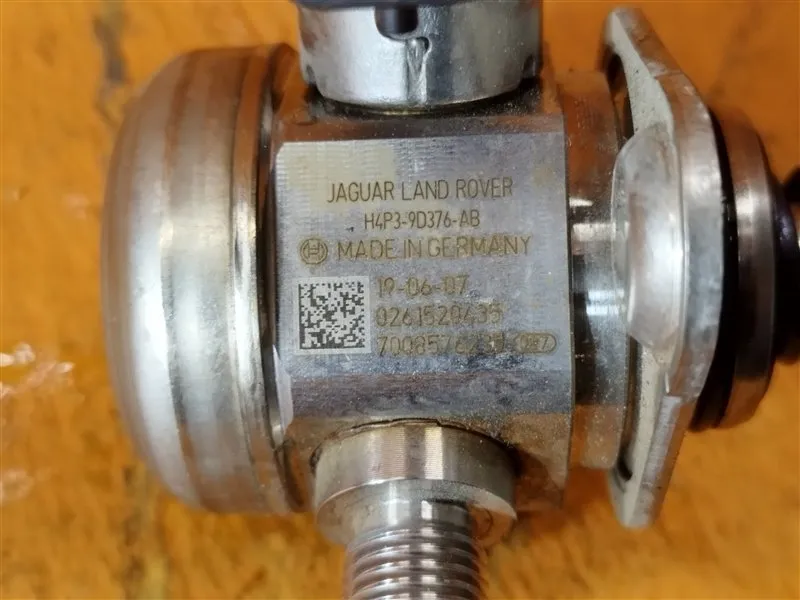 JAGUAR LAND ROVER
H4P3-9D376-AB
MADE IN GERMANY
19-06-07
0261520435